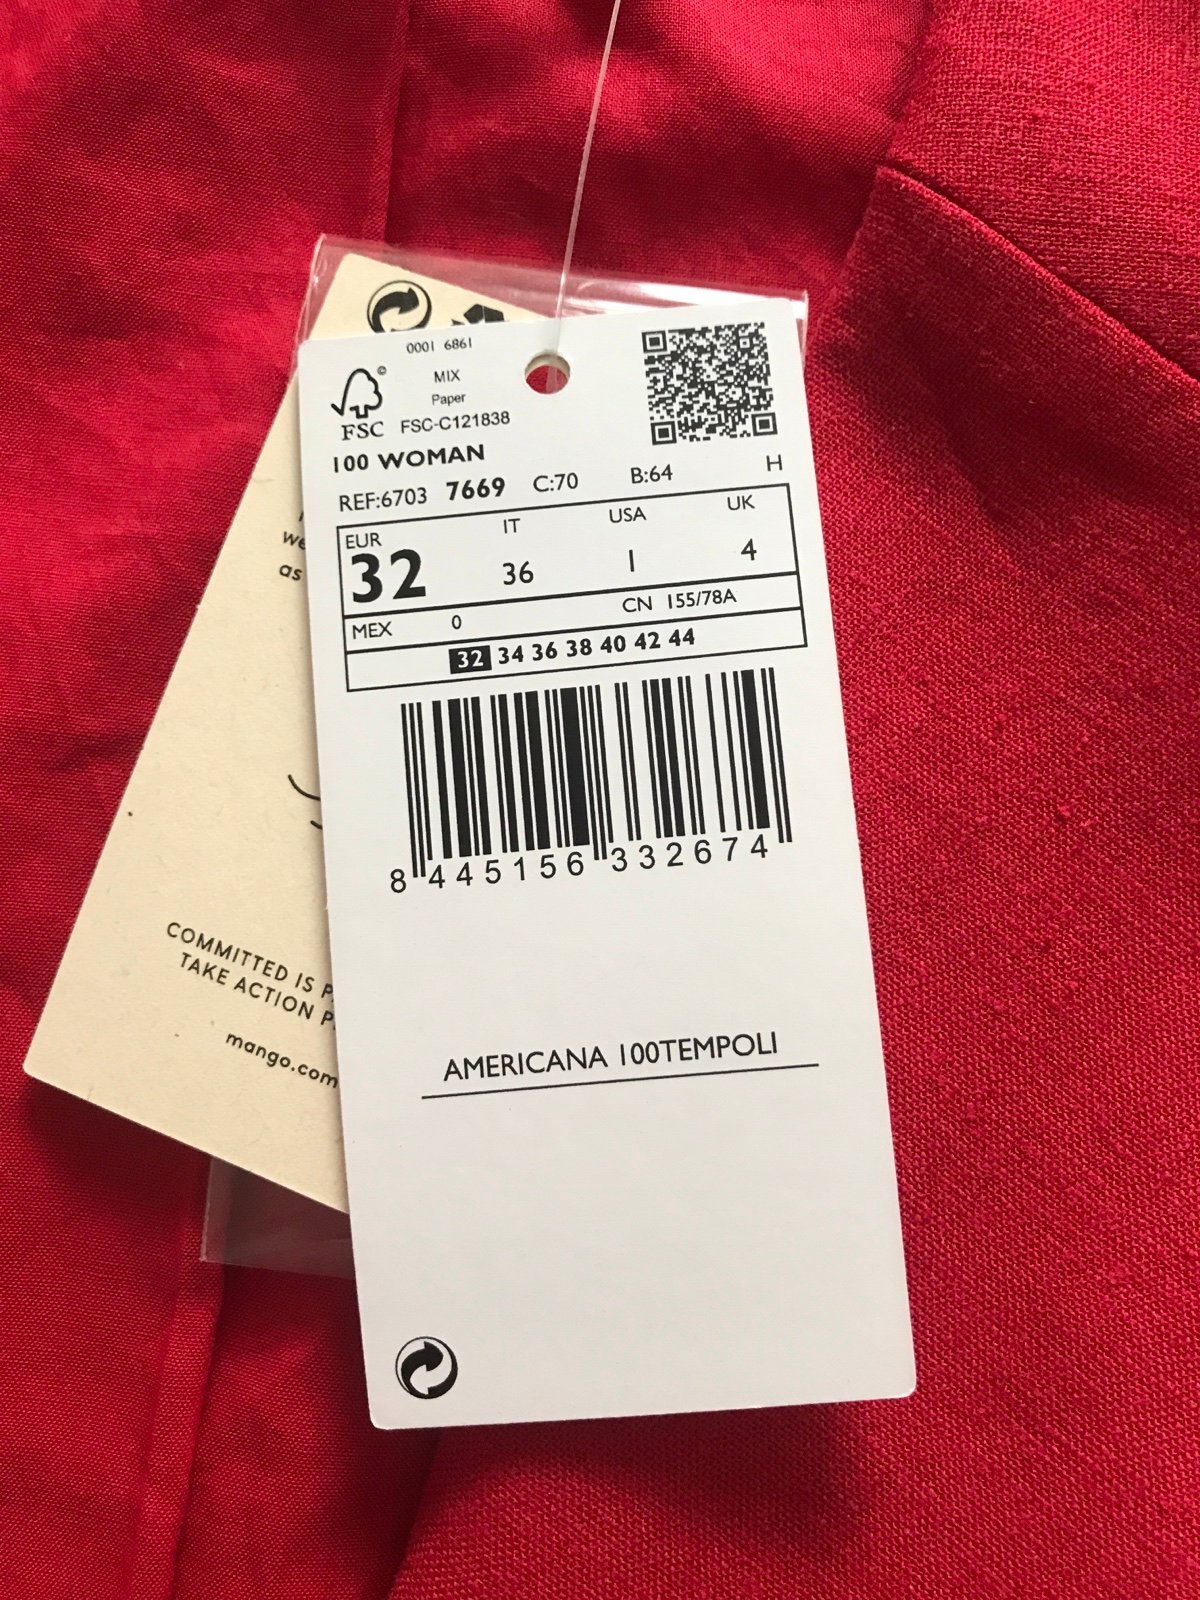 0001 6861
MIX
Paper
FSC FSC-C121838
100 WOMAN
REF:6703 7669 C:70 B:64 H
EUR IT USA UK
32 36 1 4
MEX 0 CN 155/78A
32 34 36 38 40 42 44
8 445156 332674
AMERICANA 100TEMPOLI
we
as
COMMITTED IS
TAKE ACTION
mango.com